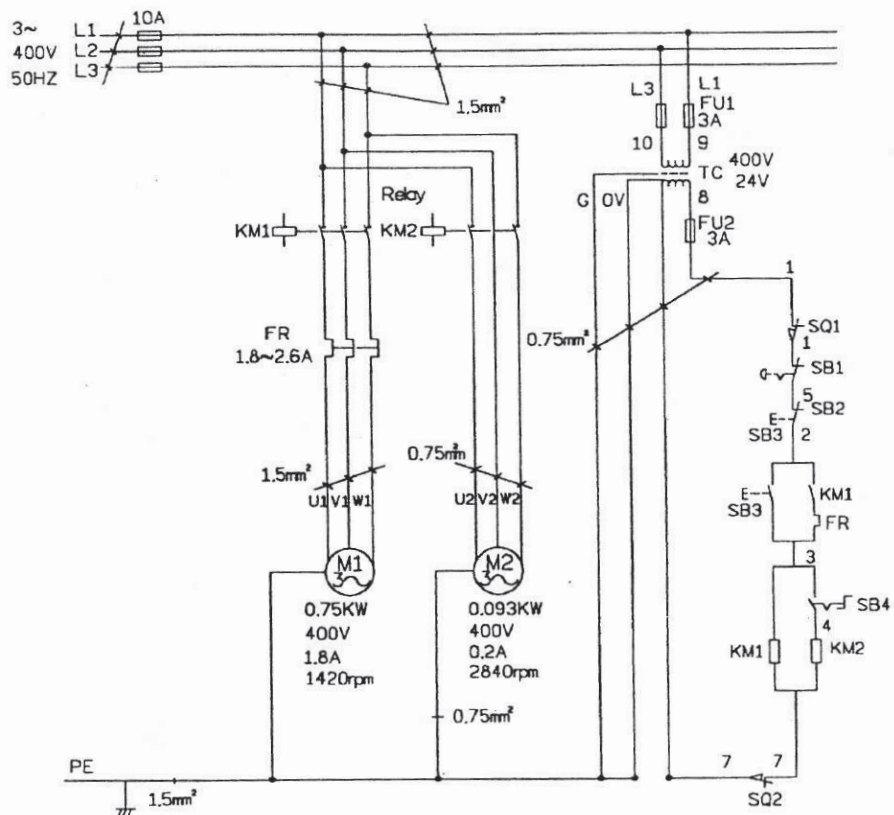 3~
400V
50HZ
L1
L2
L3
10A
1.5mm²
L3
L1
FU1
3A
10
9
TC
400V
24V
G
0V
8
FU2
3A
Relay
KM1
KM2
1
0.75mm²
SQ1
1
SB1
5
SB2
E
SB3
2
FR
1.8~2.6A
1.5mm²
0.75mm²
U1 V1 W1
U2 V2 W2
E
SB3
KM1
FR
3
M1
3
M2
3
0.75KW
400V
1.8A
1420rpm
0.093KW
400V
0.2A
2840rpm
SB4
4
KM1
KM2
0.75mm²
PE
1.5mm²
7
7
SQ2